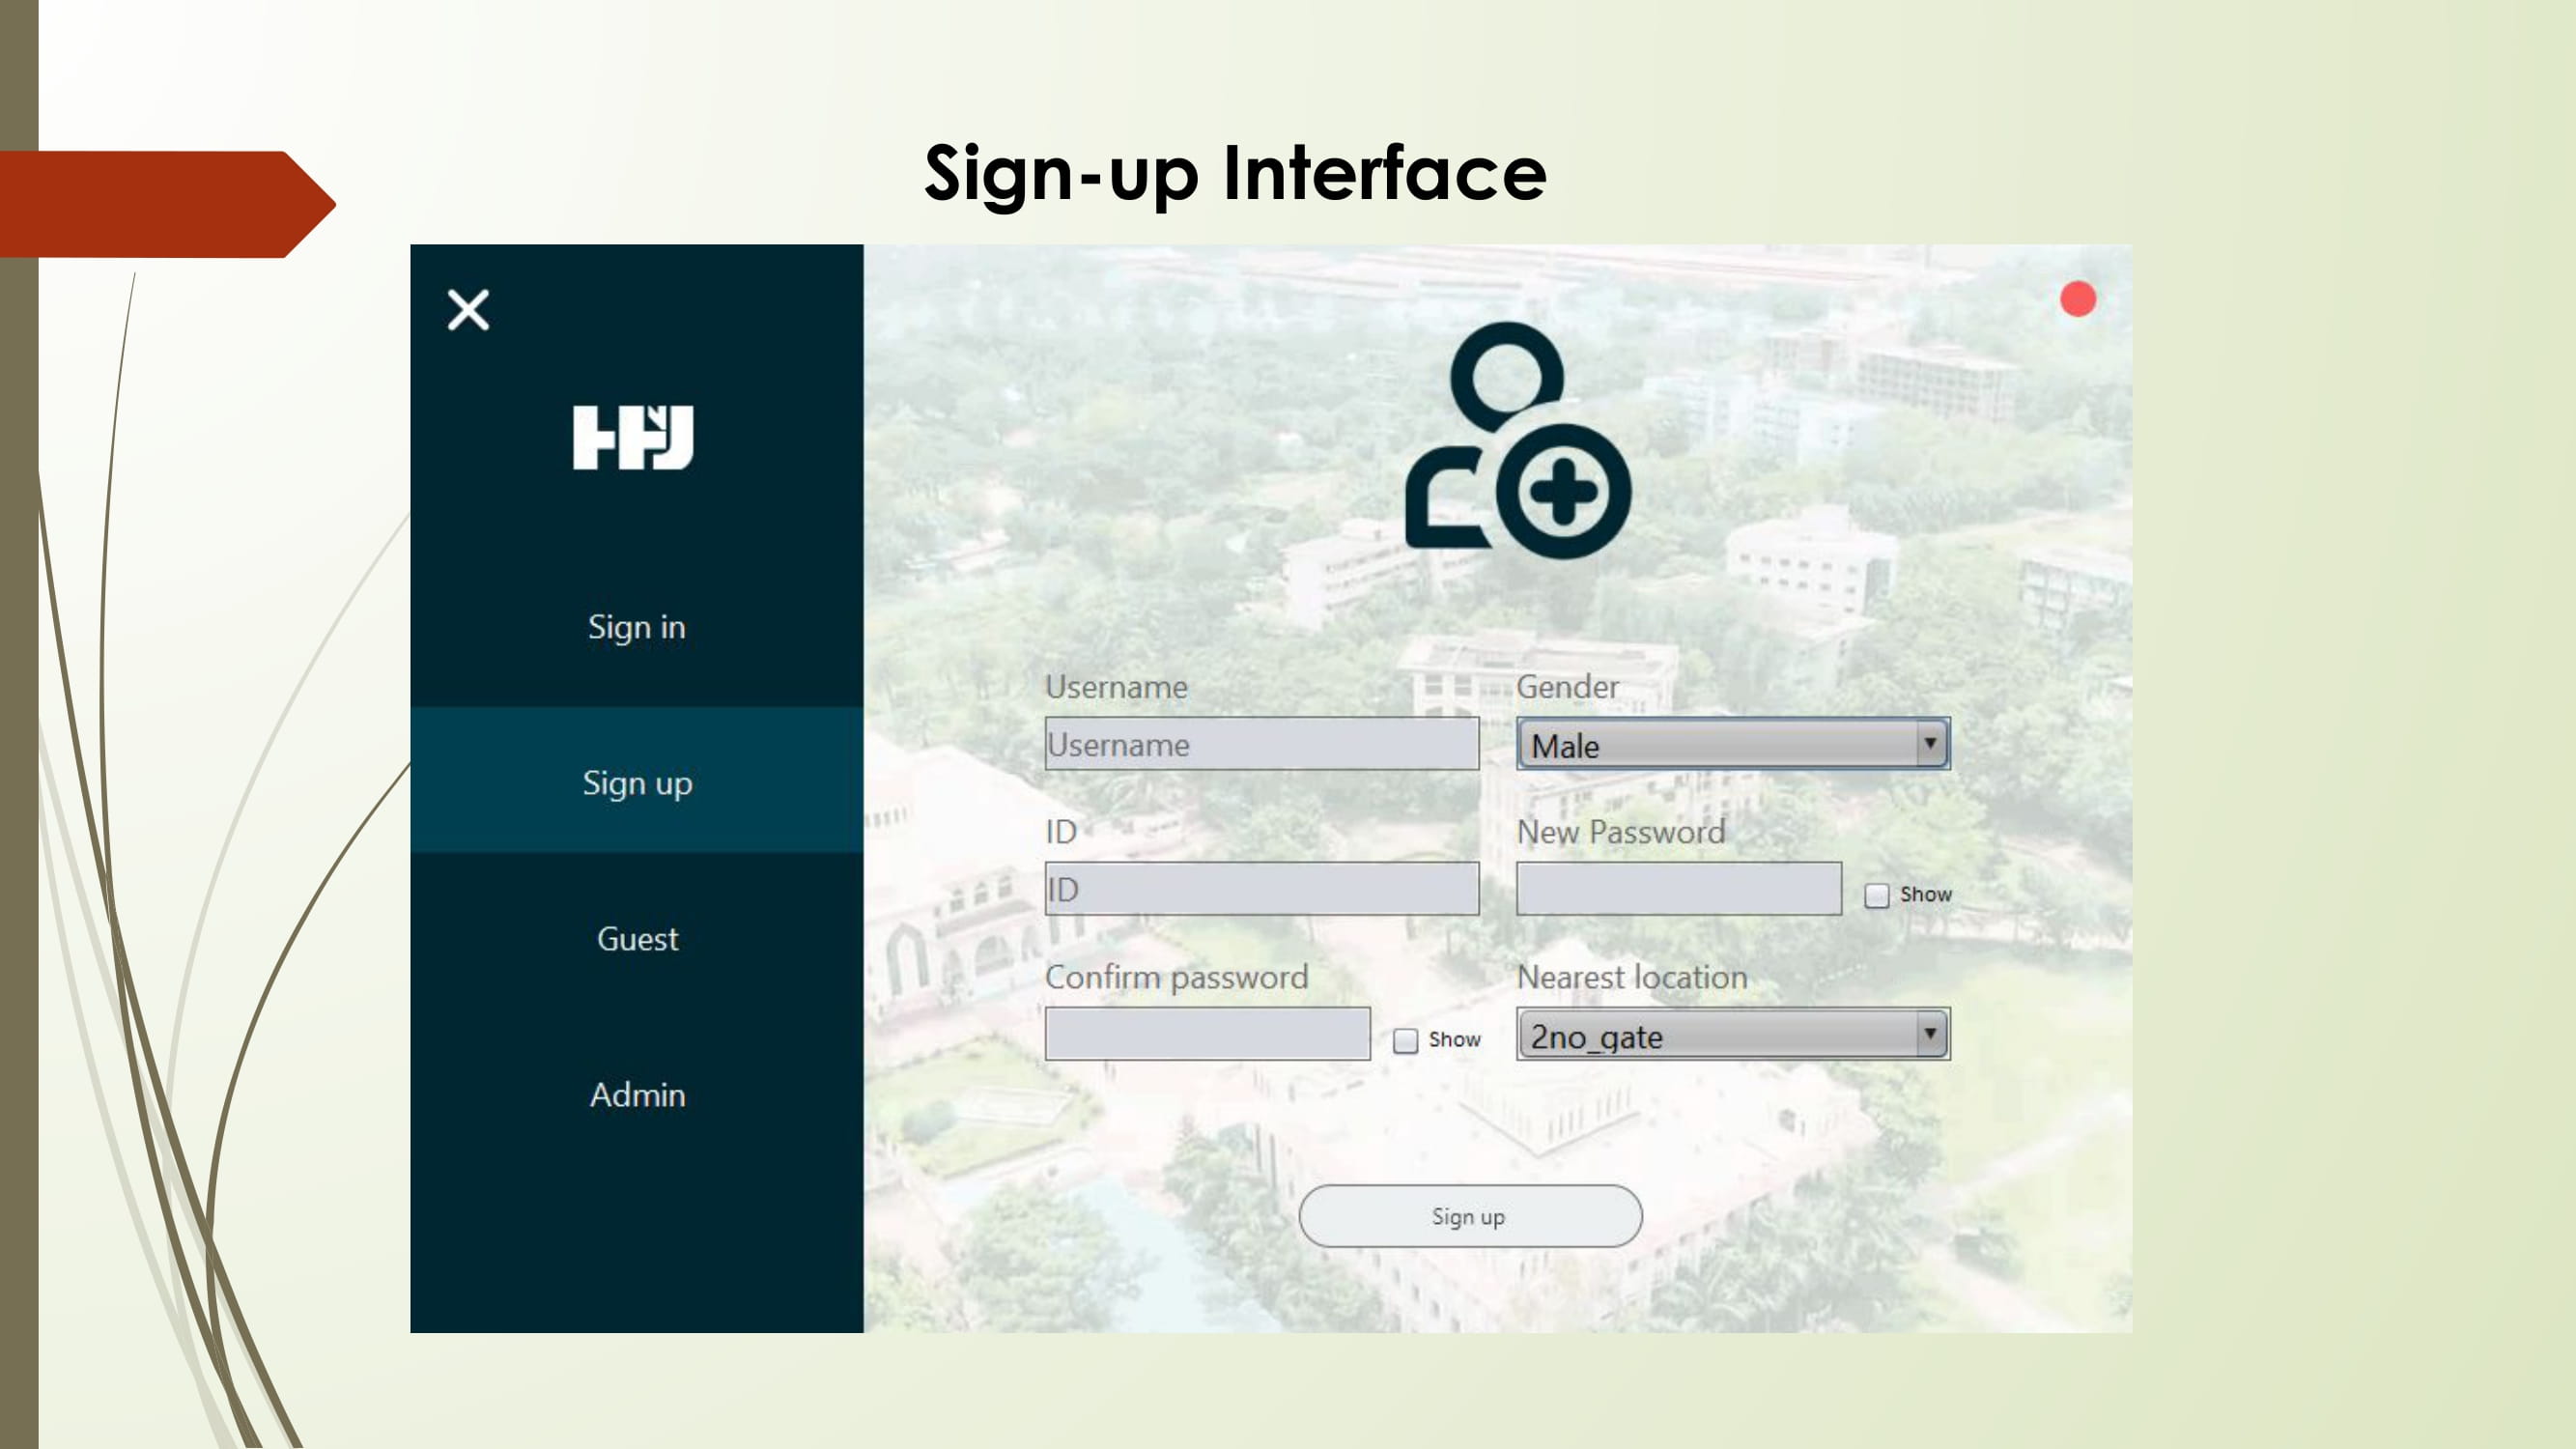 Sign-up Interface
Sign in
Sign up
Guest
Admin
Username
Username
Gender
Male
ID
ID
New Password
Show
Confirm password
Show
Nearest location
2no_gate
Sign up